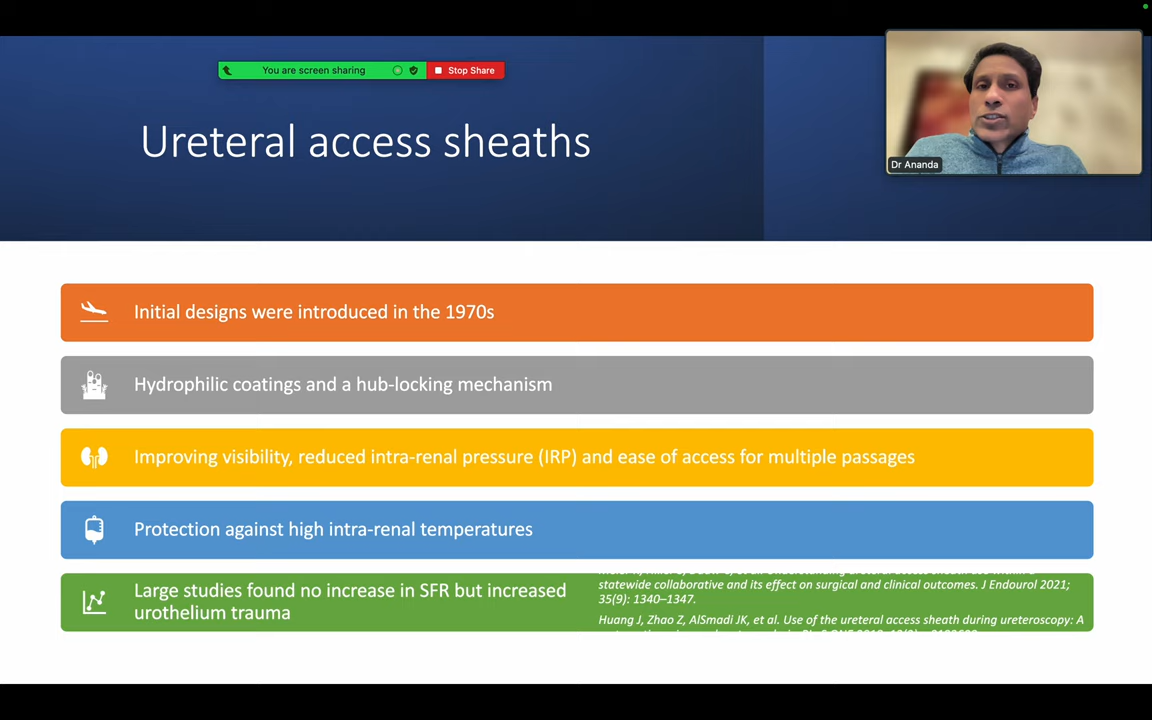 You are screen sharing
Stop Share
Dr Ananda
Ureteral access sheaths
Initial designs were introduced in the 1970s
Hydrophilic coatings and a hub-locking mechanism
Improving visibility, reduced intra-renal pressure (IRP) and ease of access for multiple passages
Protection against high intra-renal temperatures
Large studies found no increase in SFR but increased
urothelium trauma
statewide collaborative and its effect on surgical and clinical outcomes. J Endourol 2021;
35(9): 1340–1347.
Huang J, Zhao Z, AlSmadi JK, et al. Use of the ureteral access sheath during ureteroscopy: A